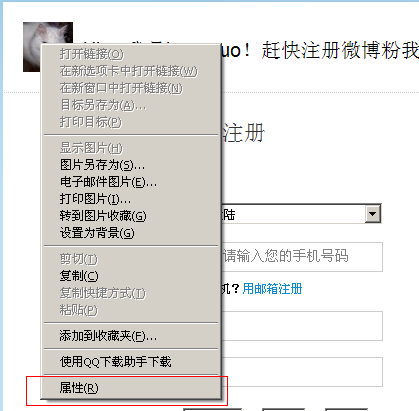 uo！赶快注册微博粉我
打开链接(O)
在新选项卡中打开链接(W)
在新窗口中打开链接(N)
目标另存为(A)...
打印目标(P)
显示图片(H)
注册
图片另存为(S)...
电子邮件图片(E)...
打印图片(I)...
转到图片收藏(G)
陆
设置为背景(G)
剪切(T)
请输入您的手机号码
复制(C)
机？用邮箱注册
复制快捷方式(T)
粘贴(P)
添加到收藏夹(F)...
使用QQ下载助手下载
属性(R)